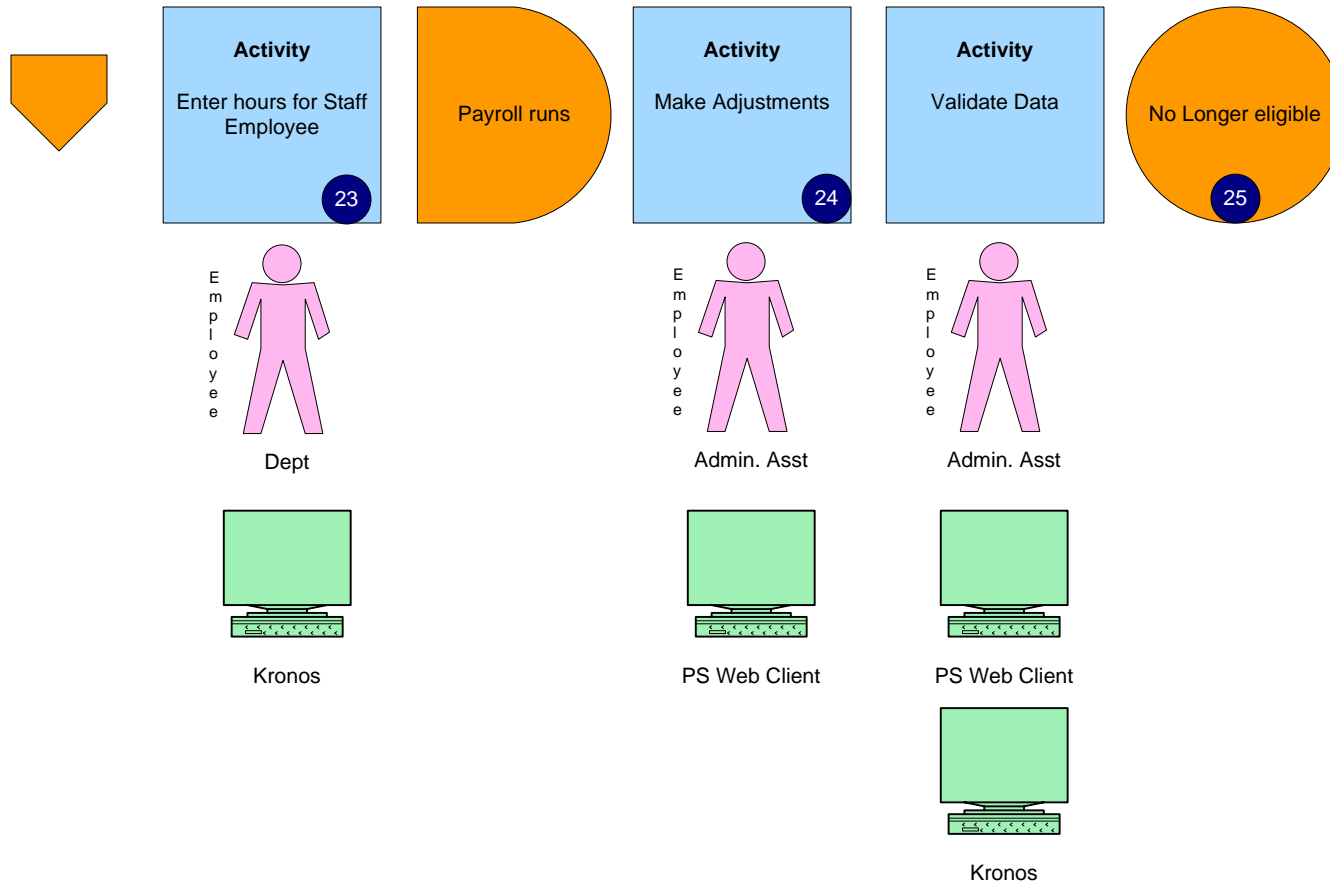 Activity
Enter hours for Staff
Employee
23
Payroll runs
Activity
Make Adjustments
24
Activity
Validate Data
No Longer eligible
25
Employee
Dept
Employee
Admin. Asst
Employee
Admin. Asst
Kronos
PS Web Client
PS Web Client
Kronos